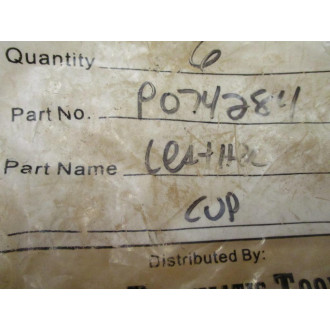 Quantity 6
Part No. P074284
Part Name Leather
CUP
Distributed By: